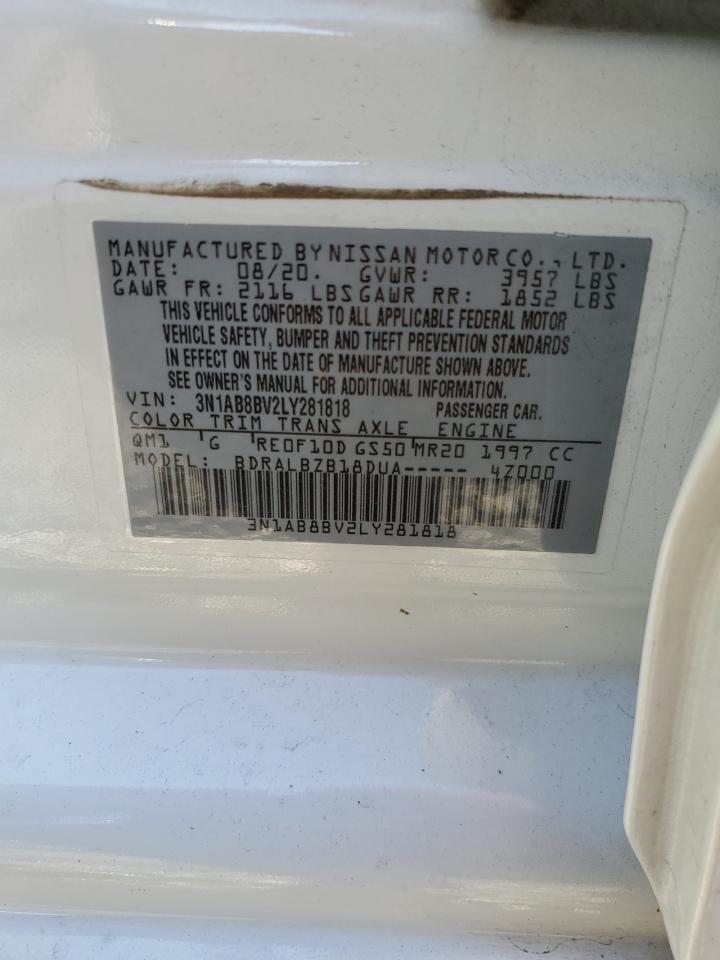 MANUFACTURED BY NISSAN MOTOR CO., LTD.
DATE: 08/20. GVWR: 3957 LBS
GAWR FR: 2116 LBS GAWR RR: 1852 LBS
THIS VEHICLE CONFORMS TO ALL APPLICABLE FEDERAL MOTOR
VEHICLE SAFETY, BUMPER AND THEFT PREVENTION STANDARDS
IN EFFECT ON THE DATE OF MANUFACTURE SHOWN ABOVE.
SEE OWNER'S MANUAL FOR ADDITIONAL INFORMATION.
VIN: 3N1AB8BV2LY281818 PASSENGER CAR.
COLOR TRIM TRANS AXLE ENGINE
QM1 G RE0F10D GS50 MR20 1997 CC
MODEL: BDRALBZB18DUA----- 4Z000
3N1AB8BV2LY281818